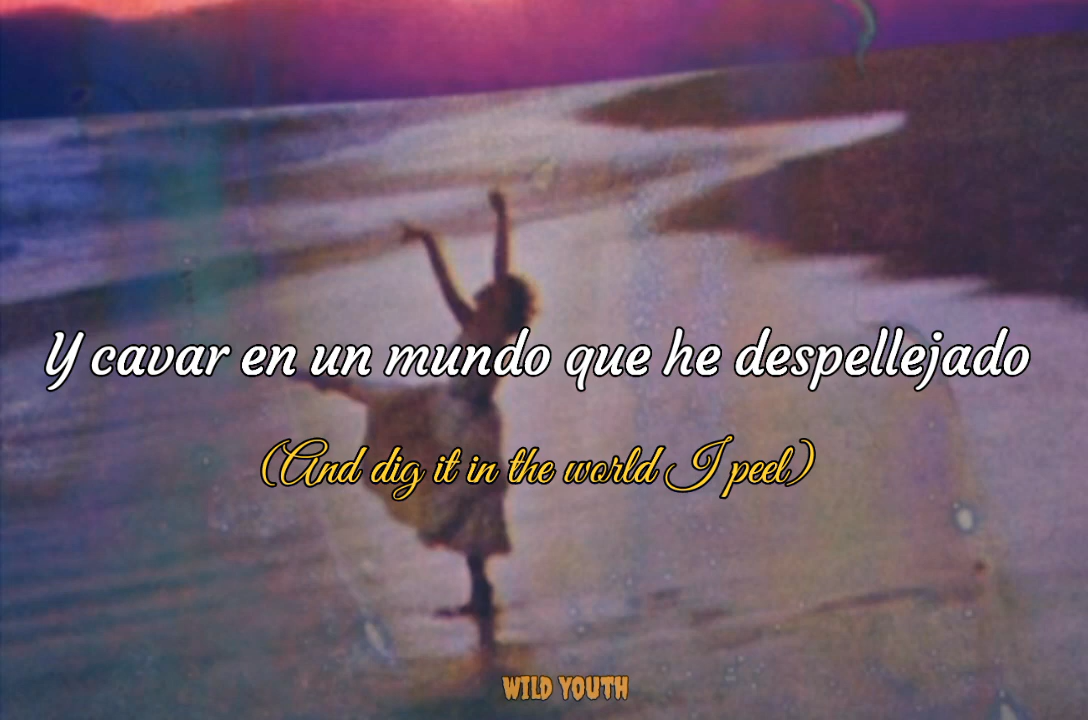 Y cavar en un mundo que he despellejado
(And dig it in the world I peel)
WILD YOUTH